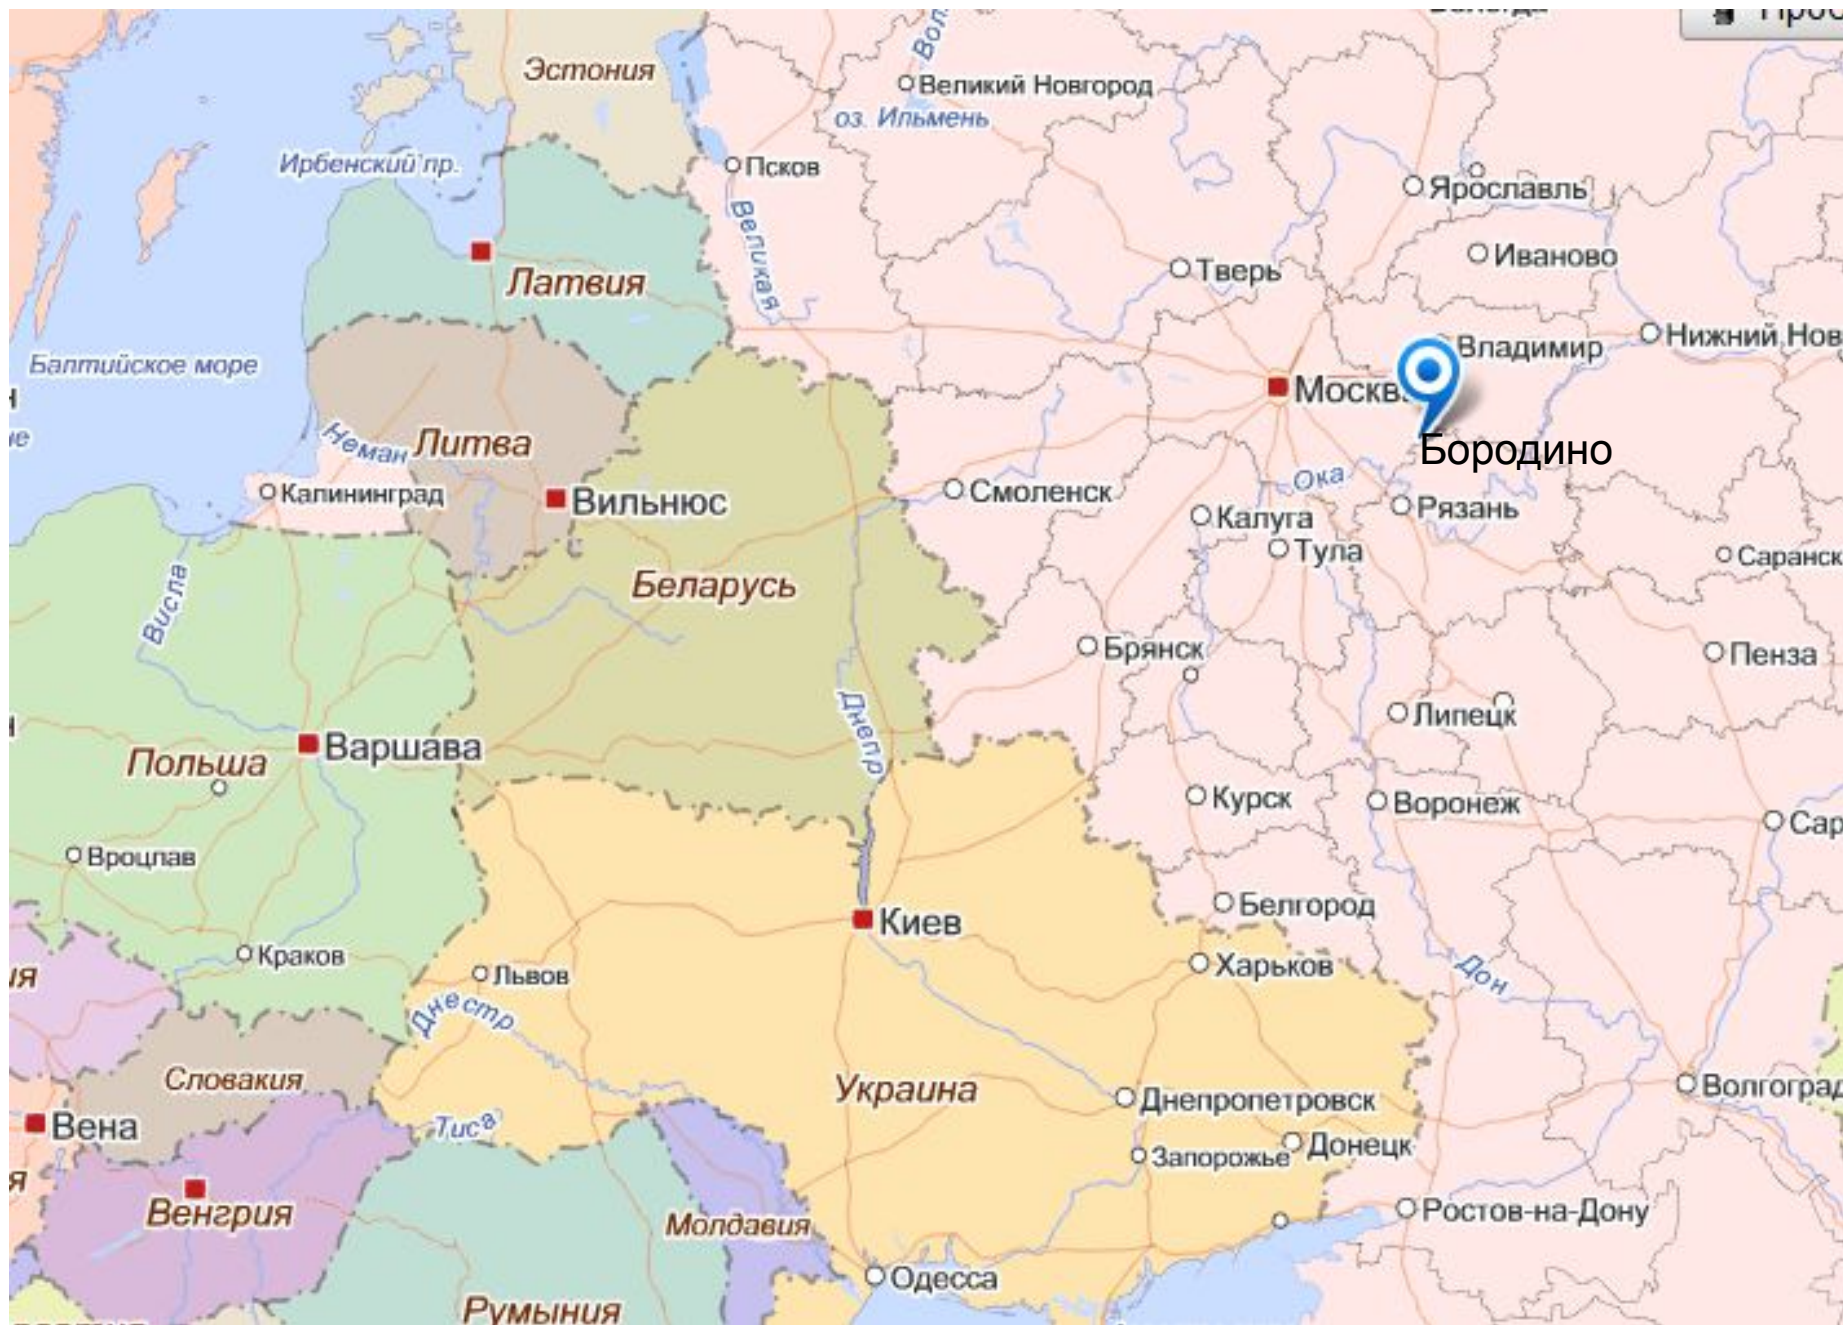 Эстония
Великий Новгород
оз. Ильмень
Ирбенский пр.
Псков
Великая
Ярославль
Иваново
Тверь
Латвия
Нижний Нов
Владимир
Балтийское море
Москв
Неман
Литва
Бородино
Калининград
Вильнюс
Смоленск
Ока
Рязань
Калуга
Тула
Саранск
Беларусь
Висла
Брянск
Пенза
Днепр
Липецк
Польша
Варшава
Курск
Воронеж
Сар
Вроцлав
Белгород
Киев
Краков
Львов
Харьков
Дон
Днестр
Словакия
Украина
Волгоград
Вена
Тиса
Днепропетровск
Запорожье
Донецк
Венгрия
Молдавия
Ростов-на-Дону
Одесса
Румыния